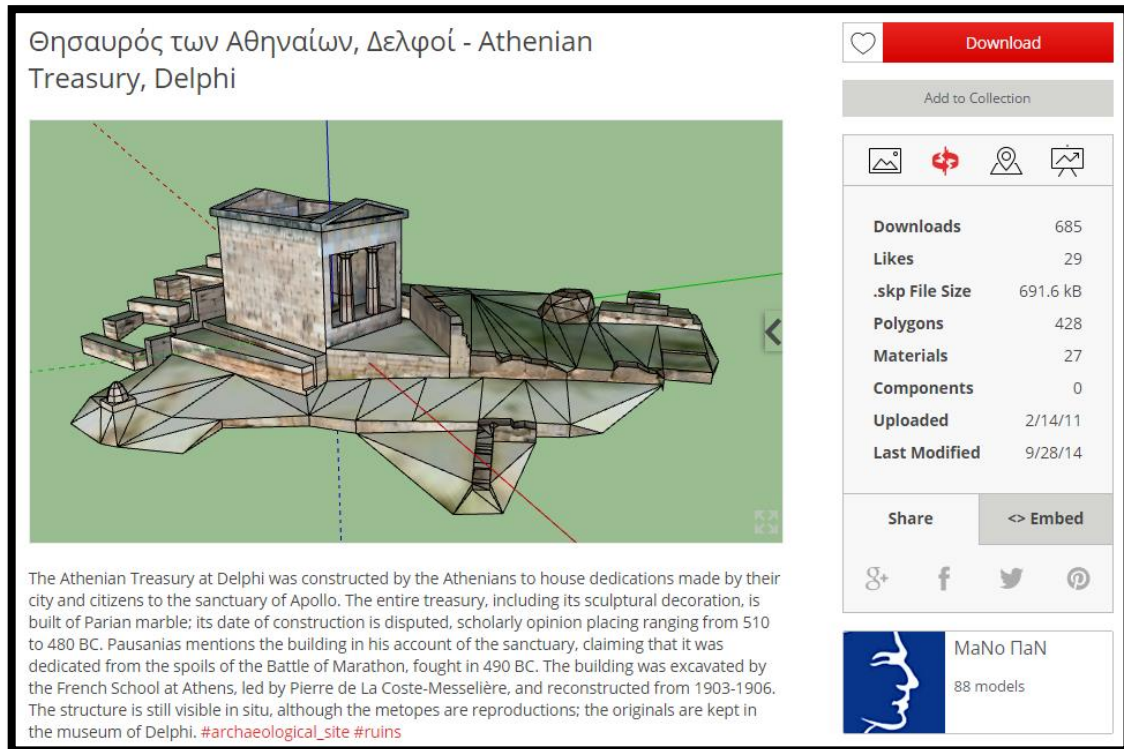 Θησαυρός των Αθηναίων, Δελφοί - Athenian
Treasury, Delphi
Download
Add to Collection
Downloads 685
Likes 29
.skp File Size 691.6 kB
Polygons 428
Materials 27
Components 0
Uploaded 2/14/11
Last Modified 9/28/14
Share <> Embed
The Athenian Treasury at Delphi was constructed by the Athenians to house dedications made by their
city and citizens to the sanctuary of Apollo. The entire treasury, including its sculptural decoration, is
built of Parian marble; its date of construction is disputed, scholarly opinion placing ranging from 510
to 480 BC. Pausanias mentions the building in his account of the sanctuary, claiming that it was
dedicated from the spoils of the Battle of Marathon, fought in 490 BC. The building was excavated by
the French School at Athens, led by Pierre de La Coste-Messelière, and reconstructed from 1903-1906.
The structure is still visible in situ, although the metopes are reproductions; the originals are kept in
the museum of Delphi. #archaeological_site #ruins
MaNo ΠaN
88 models